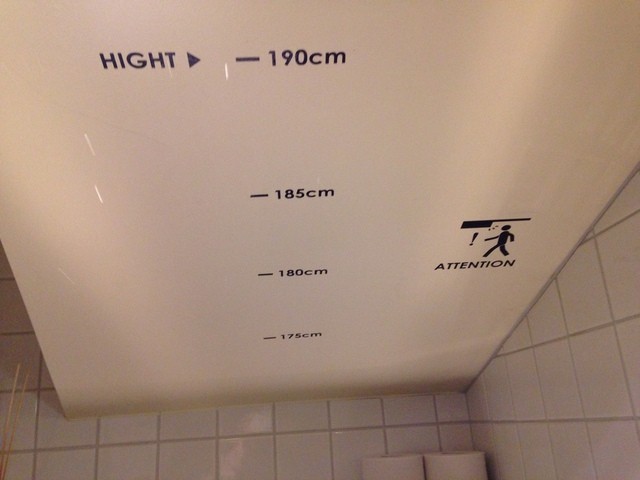 HIGHT ▶ — 190cm
— 185cm
— 180cm
ATTENTION
— 175cm